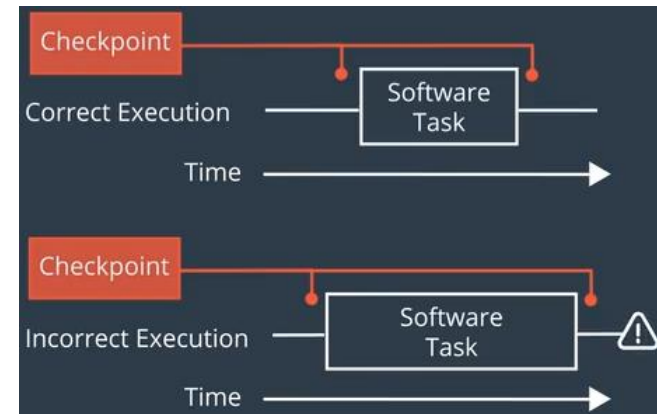 Checkpoint
Correct Execution
Software
Task
Time
Checkpoint
Incorrect Execution
Software
Task
Time